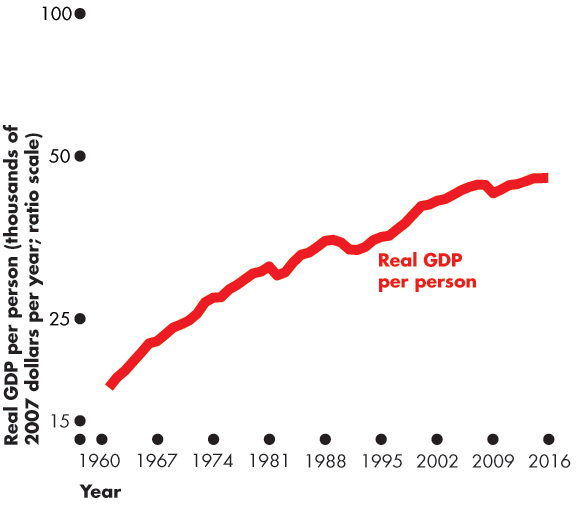 100
50
25
15
Real GDP per person (thousands of
2007 dollars per year; ratio scale)
Real GDP
per person
1960 1967 1974 1981 1988 1995 2002 2009 2016
Year